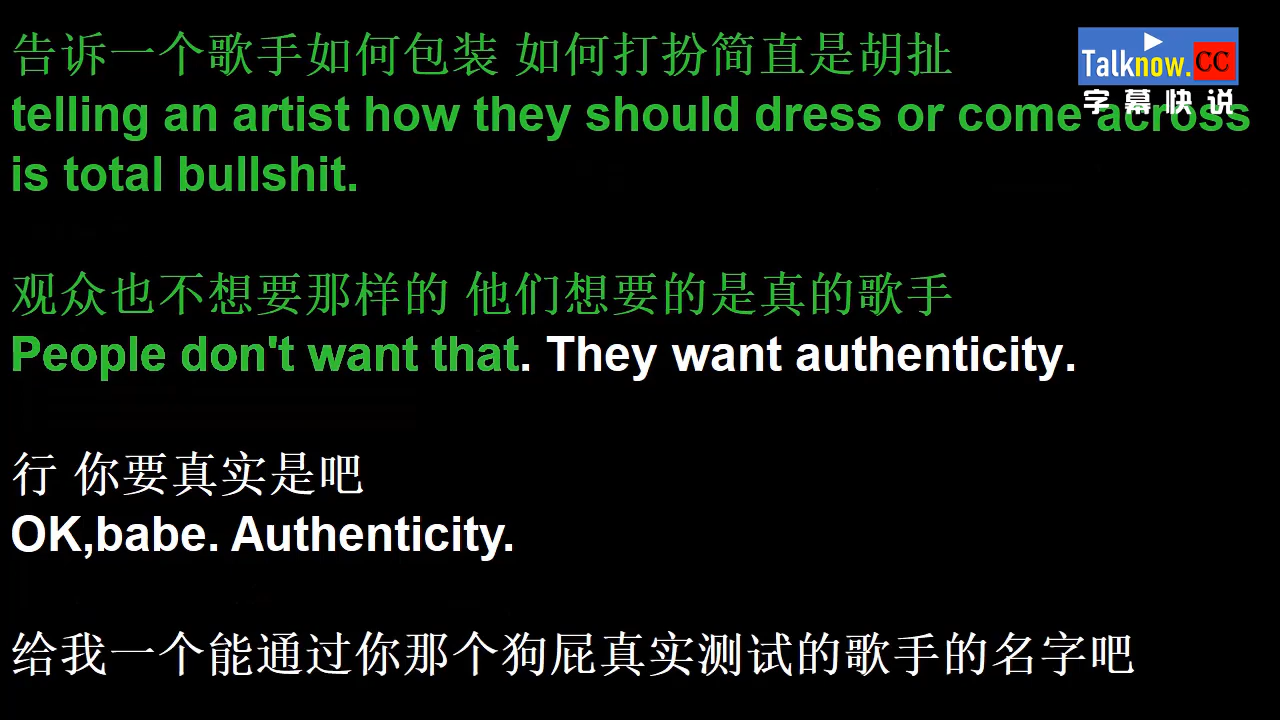 告诉一个歌手如何包装 如何打扮简直是胡扯
Talknow.CC
字幕快说
telling an artist how they should dress or come across
is total bullshit.
观众也不想要那样的 他们想要的是真的歌手
People don't want that. They want authenticity.
行 你要真实是吧
OK,babe. Authenticity.
给我一个能通过你那个狗屁真实测试的歌手的名字吧